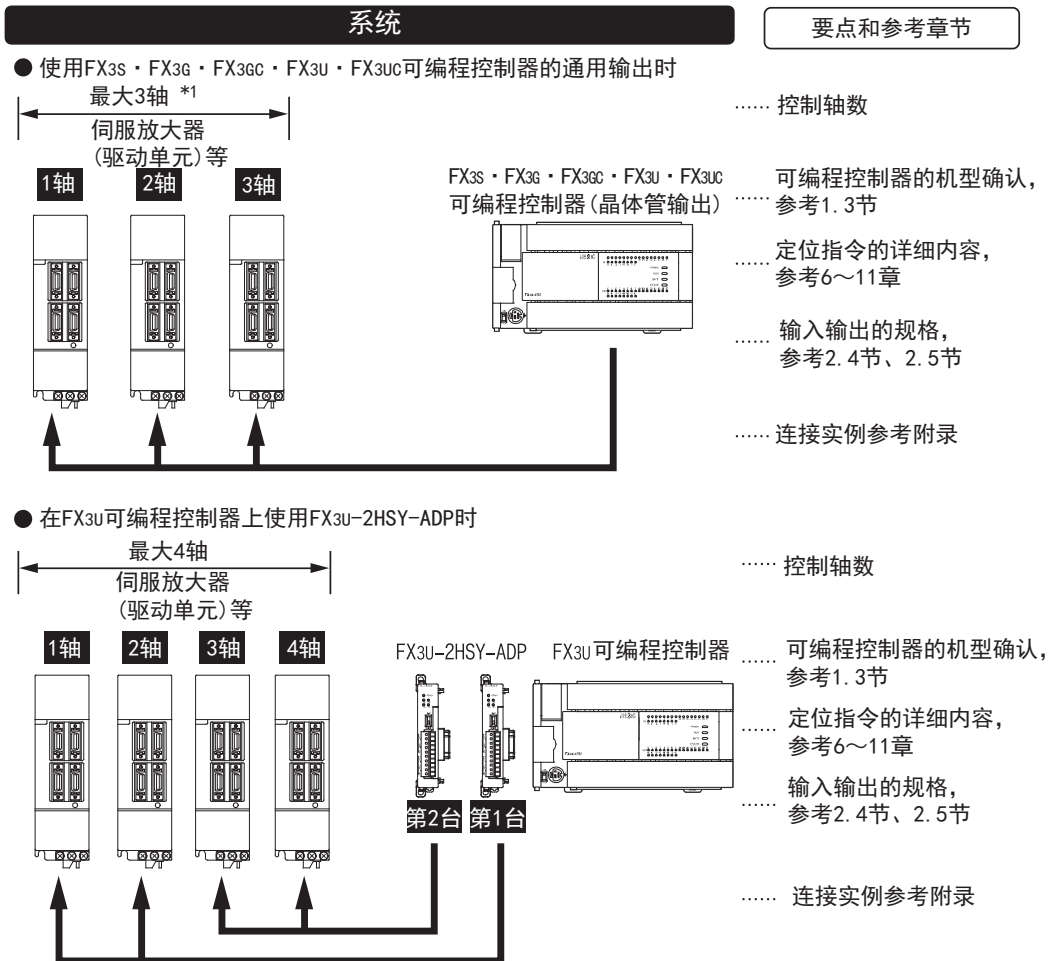 系统
要点和参考章节
● 使用FX3S・FX3G・FX3GC・FX3U・FX3UC可编程控制器的通用输出时
最大3轴 *1
伺服放大器
(驱动单元)等
1轴 2轴 3轴
FX3S・FX3G・FX3GC・FX3U・FX3UC
可编程控制器(晶体管输出)
…… 控制轴数
…… 可编程控制器的机型确认，
参考1.3节
…… 定位指令的详细内容，
参考6～11章
…… 输入输出的规格，
参考2.4节、2.5节
…… 连接实例参考附录
● 在FX3U可编程控制器上使用FX3U-2HSY-ADP时
最大4轴
伺服放大器
(驱动单元)等
1轴 2轴 3轴 4轴
FX3U-2HSY-ADP FX3U可编程控制器
第2台 第1台
…… 控制轴数
…… 可编程控制器的机型确认，
参考1.3节
…… 定位指令的详细内容，
参考6～11章
…… 输入输出的规格，
参考2.4节、2.5节
…… 连接实例参考附录